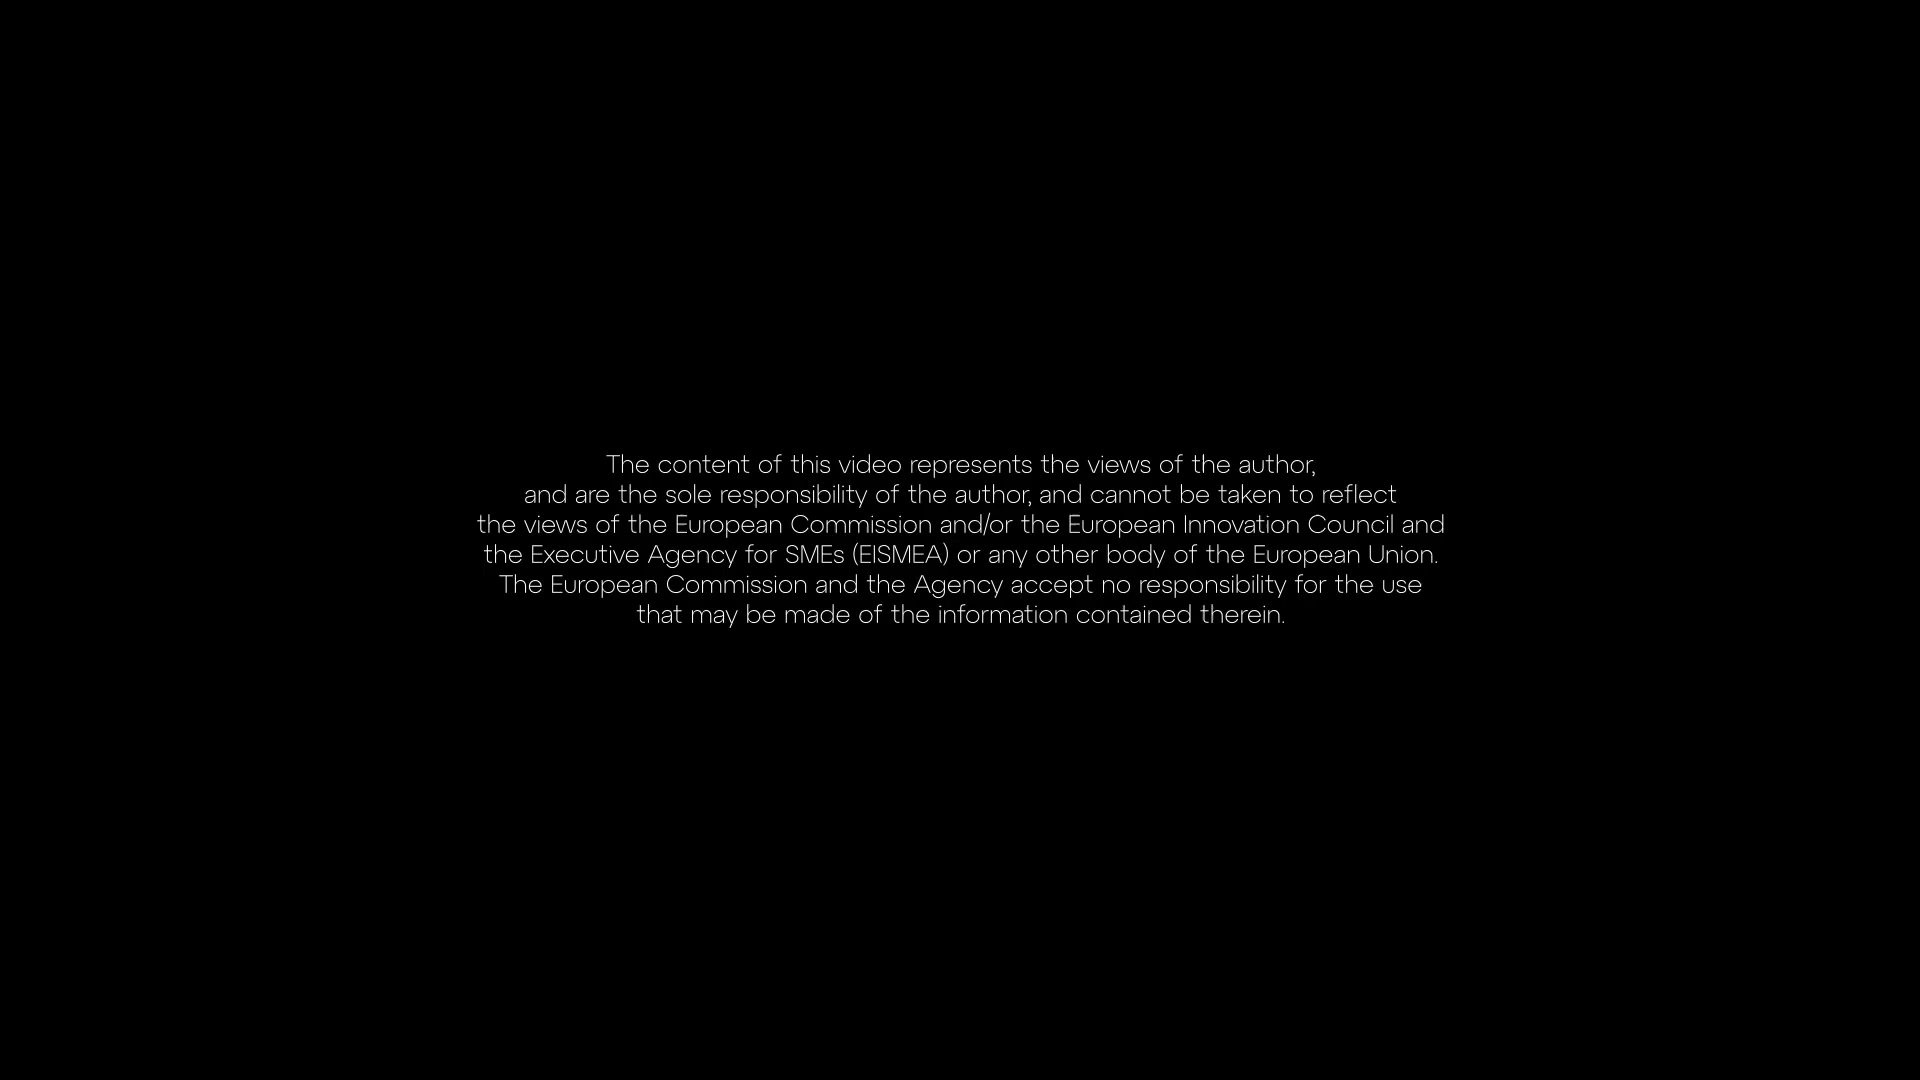 The content of this video represents the views of the author,
and are the sole responsibility of the author, and cannot be taken to reflect
the views of the European Commission and/or the European Innovation Council and
the Executive Agency for SMEs (EISMEA) or any other body of the European Union.
The European Commission and the Agency accept no responsibility for the use
that may be made of the information contained therein.